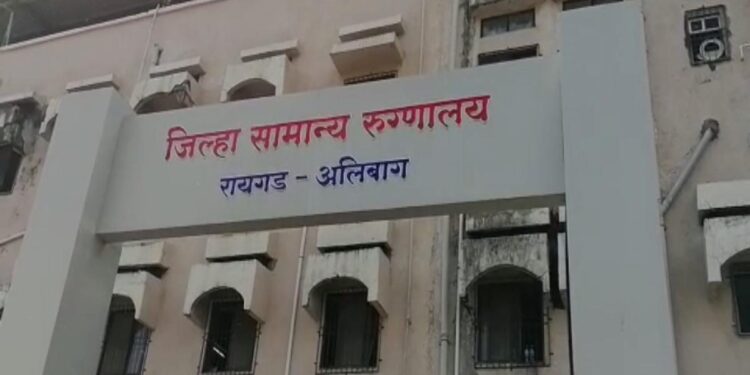 जिल्हा सामान्य रुग्णालय
रायगड - अलिबाग